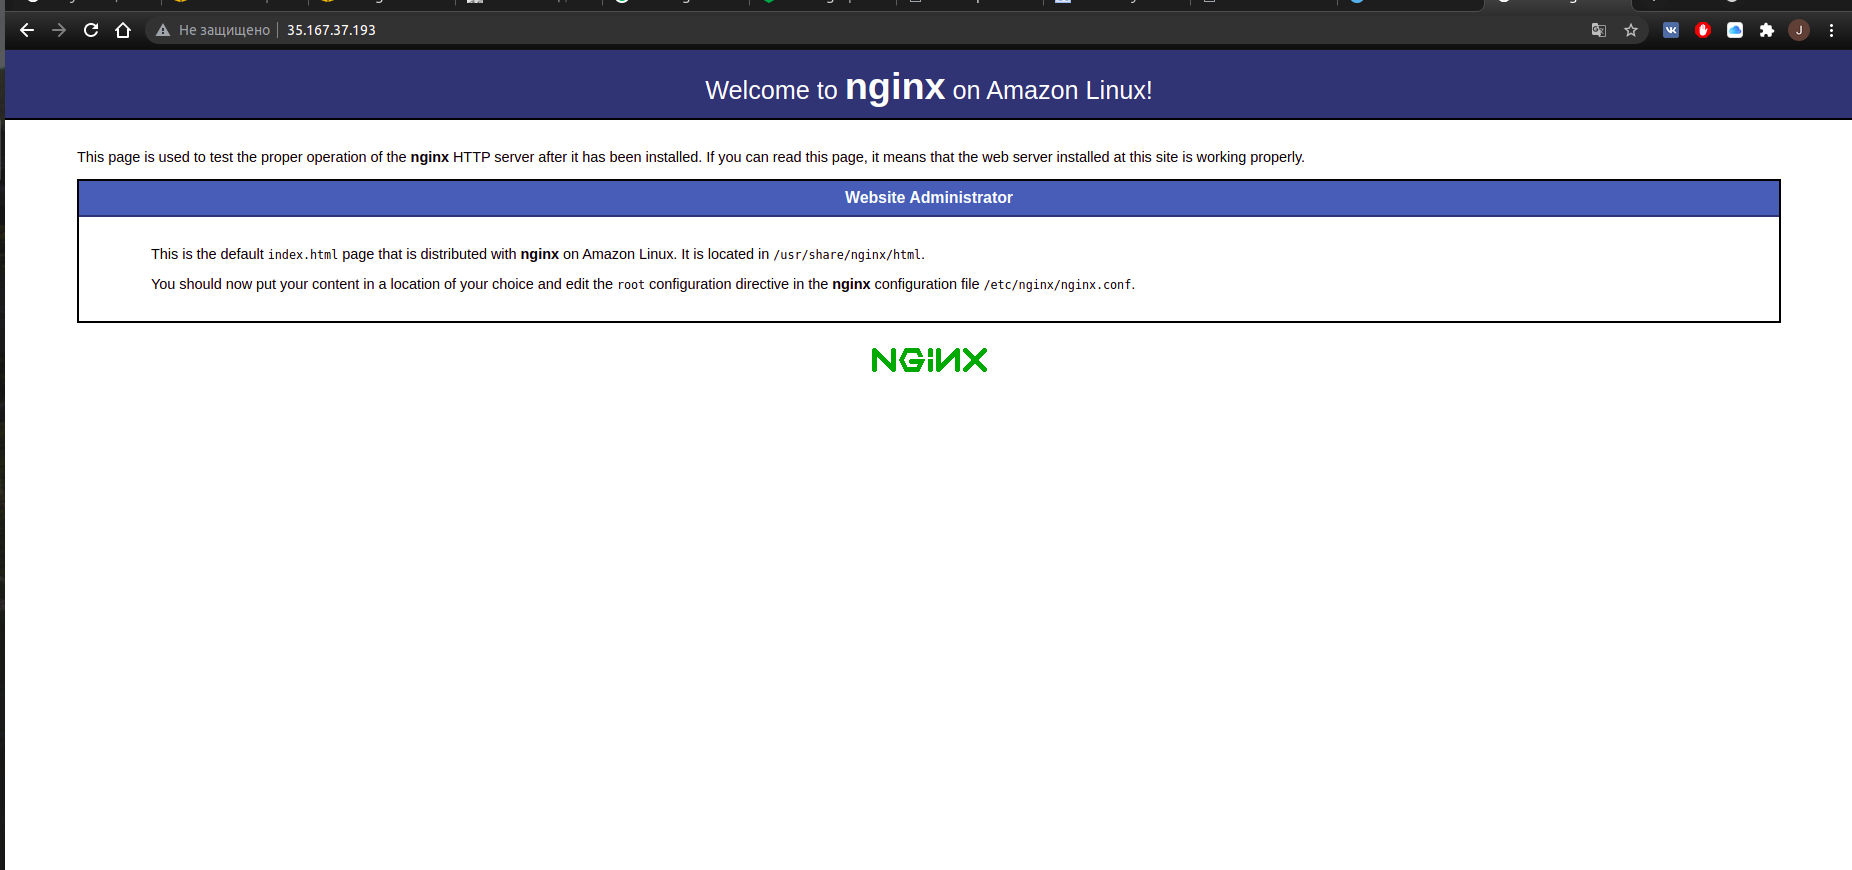 Не защищено 35.167.37.193
J
Welcome to nginx on Amazon Linux!
This page is used to test the proper operation of the nginx HTTP server after it has been installed. If you can read this page, it means that the web server installed at this site is working properly.
Website Administrator
This is the default index.html page that is distributed with nginx on Amazon Linux. It is located in /usr/share/nginx/html.
You should now put your content in a location of your choice and edit the root configuration directive in the nginx configuration file /etc/nginx/nginx.conf.
NGINX